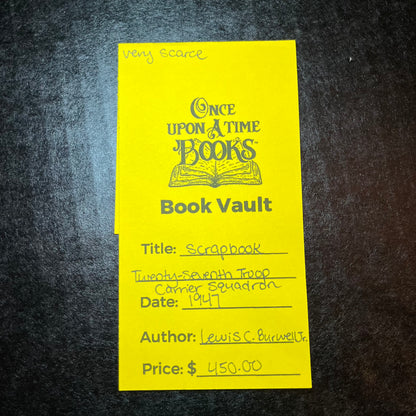 very scarce
ONCE
UPON A TIME
BOOKS™
Book Vault
Title: Scrapbook
Twenty-Seventh Troop
Carrier Squadron
Date: 1947
Author: Lewis C. Burwell Jr.
Price: $ 450.00